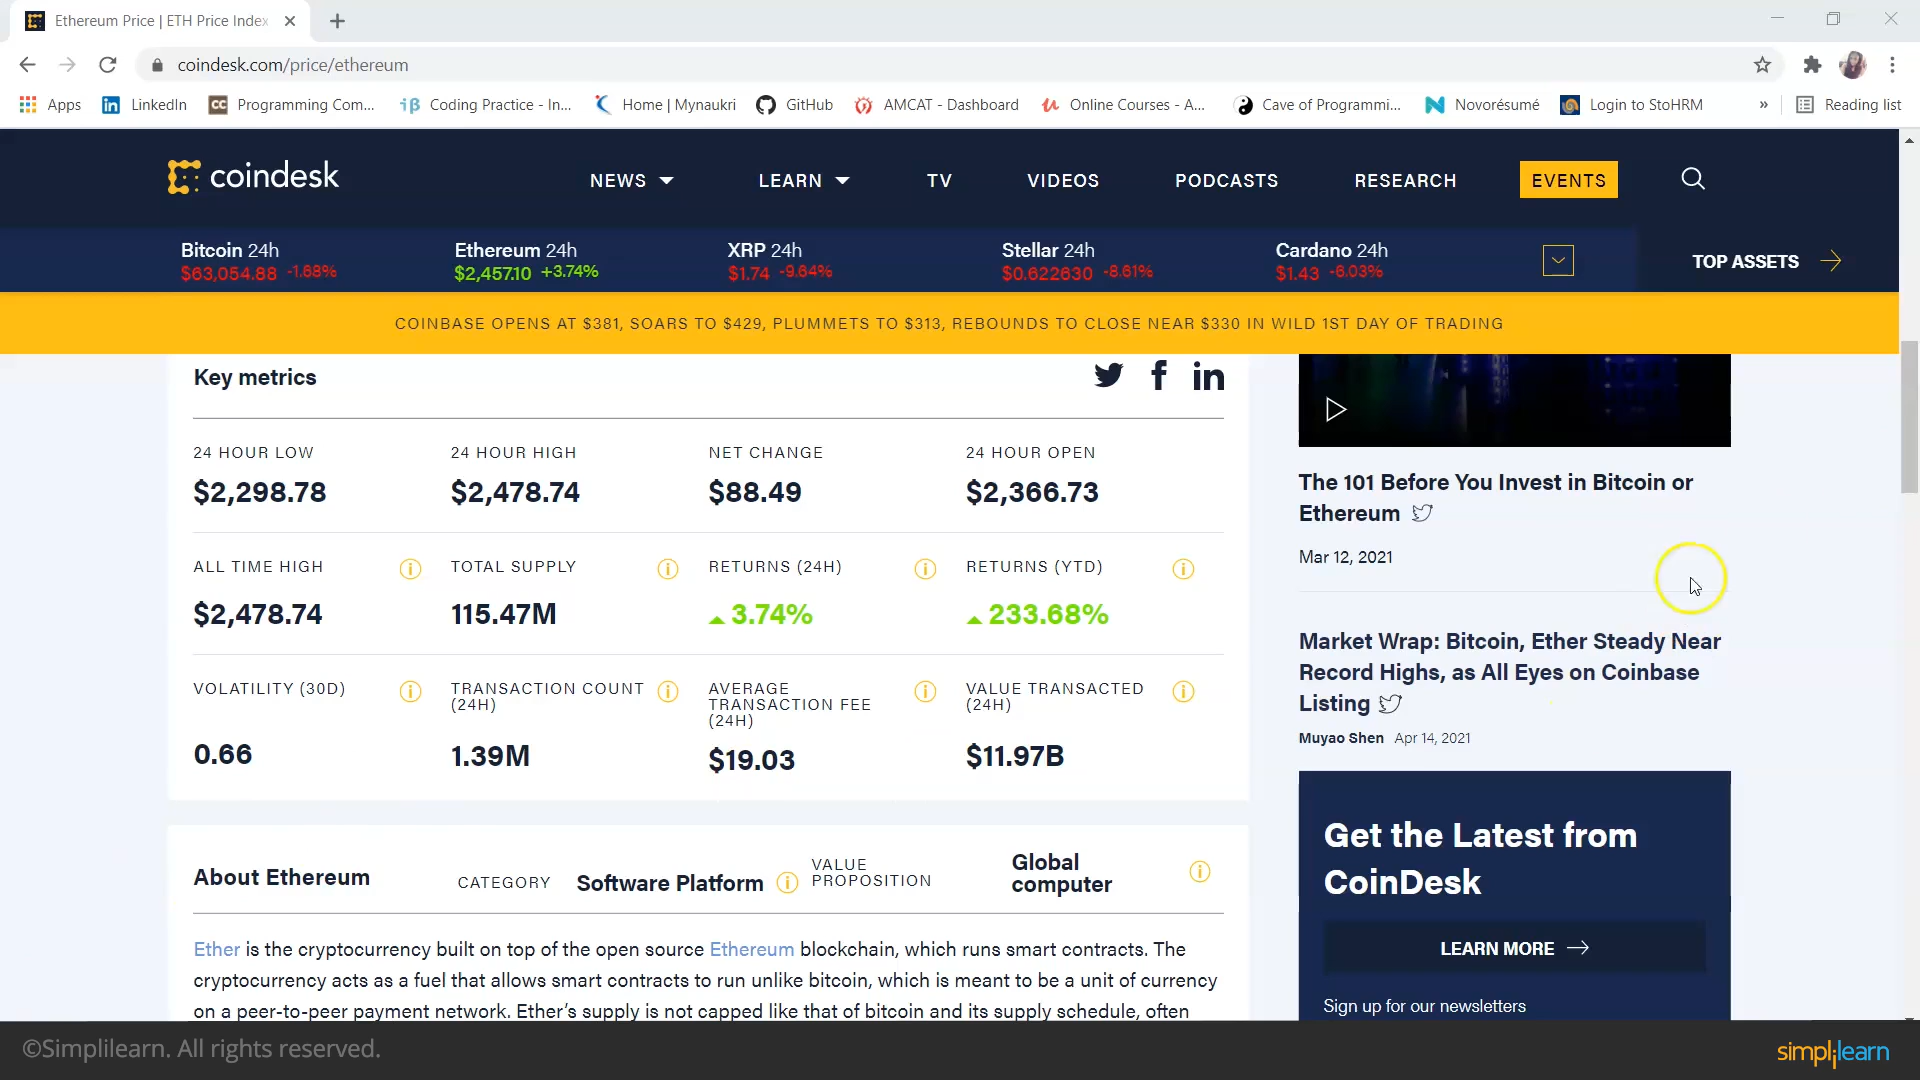 Ethereum Price | ETH Price Index
coindesk.com/price/ethereum
Apps LinkedIn Programming Com... Coding Practice - In... Home | Mynaukri GitHub AMCAT - Dashboard Online Courses - A... Cave of Programmi... Novorésumé Login to StoHRM » Reading list
coindesk NEWS LEARN TV VIDEOS PODCASTS RESEARCH EVENTS
Bitcoin 24h Ethereum 24h XRP 24h Stellar 24h Cardano 24h
$63,054.88 -1.68% $2,457.10 +3.74% $1.74 -9.64% $0.622630 -8.61% $1.43 -6.03%
TOP ASSETS
COINBASE OPENS AT $381, SOARS TO $429, PLUMMETS TO $313, REBOUNDS TO CLOSE NEAR $330 IN WILD 1ST DAY OF TRADING
Key metrics
24 HOUR LOW 24 HOUR HIGH NET CHANGE 24 HOUR OPEN
$2,298.78 $2,478.74 $88.49 $2,366.73
ALL TIME HIGH TOTAL SUPPLY RETURNS (24H) RETURNS (YTD)
$2,478.74 115.47M 3.74% 233.68%
VOLATILITY (30D) TRANSACTION COUNT (24H) AVERAGE TRANSACTION FEE (24H) VALUE TRANSACTED (24H)
0.66 1.39M $19.03 $11.97B
About Ethereum CATEGORY Software Platform VALUE PROPOSITION Global computer
Ether is the cryptocurrency built on top of the open source Ethereum blockchain, which runs smart contracts. The
cryptocurrency acts as a fuel that allows smart contracts to run unlike bitcoin, which is meant to be a unit of currency
on a peer-to-peer payment network. Ether's supply is not capped like that of bitcoin and its supply schedule, often
The 101 Before You Invest in Bitcoin or
Ethereum
Mar 12, 2021
Market Wrap: Bitcoin, Ether Steady Near
Record Highs, as All Eyes on Coinbase
Listing
Muyao Shen Apr 14, 2021
Get the Latest from
CoinDesk
LEARN MORE
Sign up for our newsletters
©Simplilearn. All rights reserved.
simplilearn